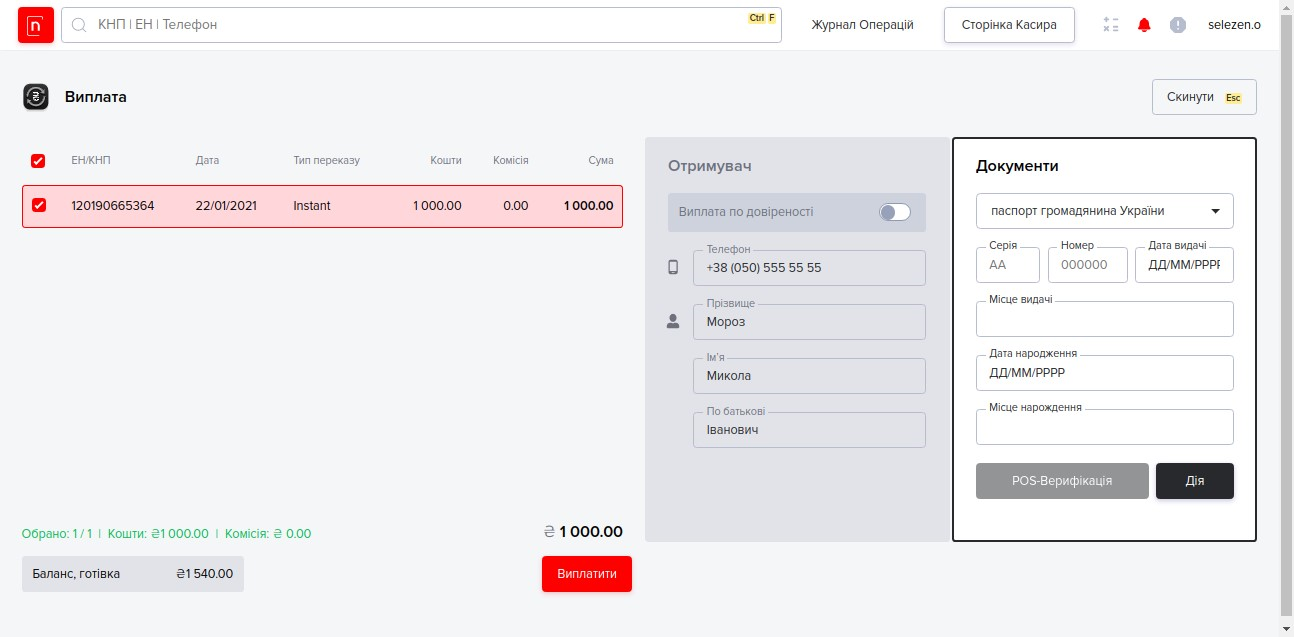 n
КНП | ЕН | Телефон
Ctrl F
Журнал Операцій
Сторінка Касира
selezen.o
Виплата
Скинути Esc
ЕН/КНП Дата Тип переказу Кошти Комісія Сума
120190665364 22/01/2021 Instant 1 000.00 0.00 1 000.00
Обрано: 1 / 1 | Кошти: ₴1 000.00 | Комісія: ₴ 0.00
₴ 1 000.00
Баланс, готівка ₴1 540.00
Виплатити
Отримувач
Виплата по довіреності
Телефон
+38 (050) 555 55 55
Прізвище
Мороз
Ім'я
Микола
По батькові
Іванович
Документи
паспорт громадянина України
Серія Номер Дата видачі
АА 000000 ДД/ММ/РРРР
Місце видачі
Дата народження
ДД/ММ/РРРР
Місце нарождення
POS-Верифікація
Дія